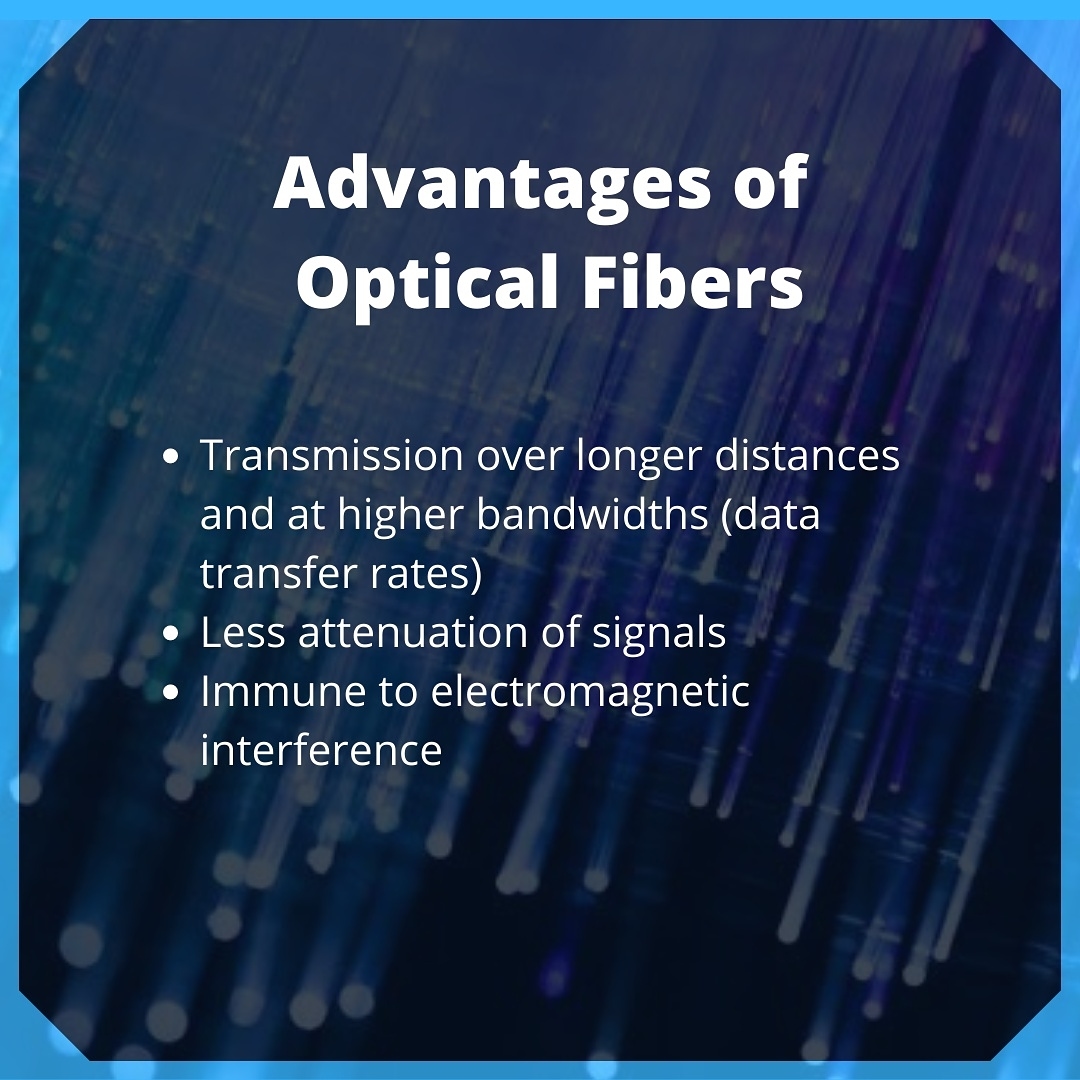 Advantages of
Optical Fibers
• Transmission over longer distances
and at higher bandwidths (data
transfer rates)
• Less attenuation of signals
• Immune to electromagnetic
interference